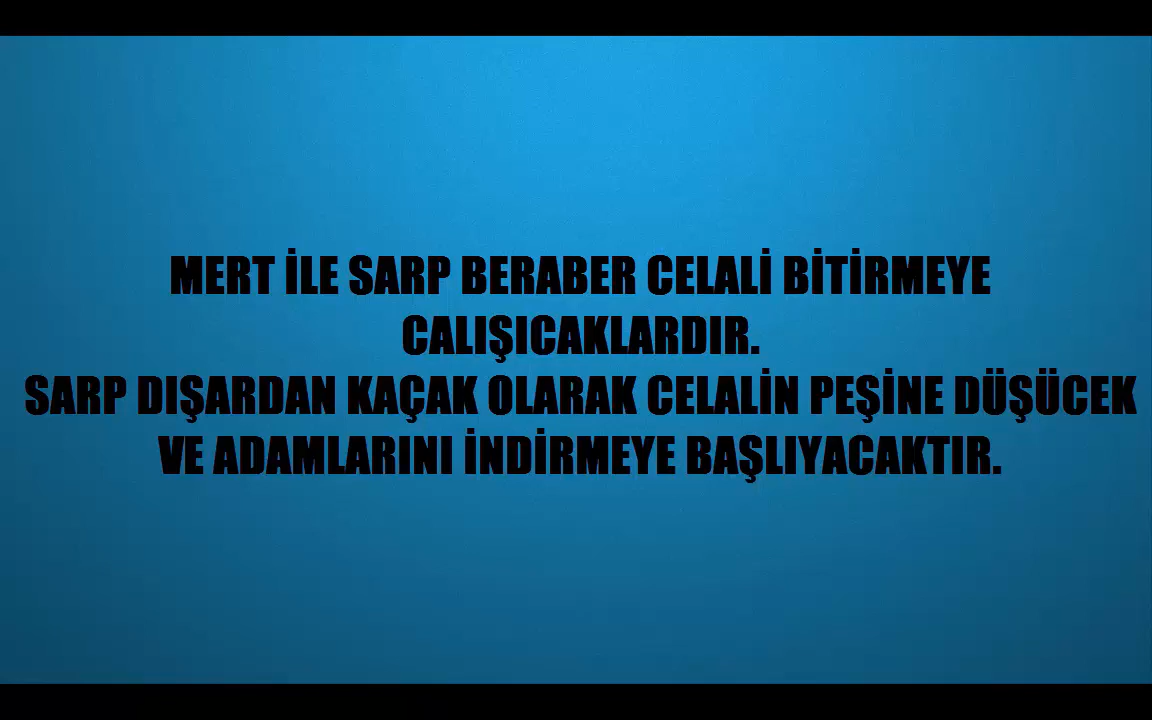 MERT İLE SARP BERABER CELALİ BİTİRMEYE
CALIŞICAKLARDIR.
SARP DIŞARDAN KAÇAK OLARAK CELALİN PEŞİNE DÜŞÜCEK
VE ADAMLARINI İNDİRMEYE BAŞLIYACAKTIR.